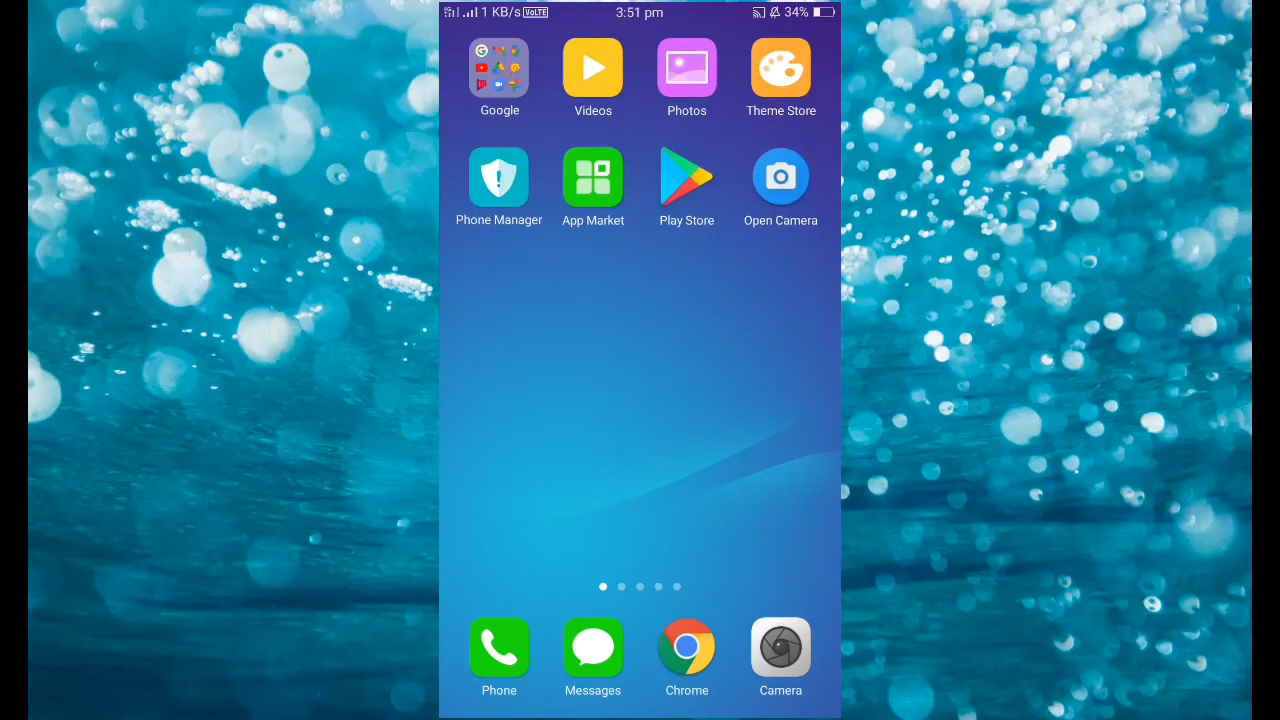 1 KB/s VoLTE 3:51 pm 34%
Google Videos Photos Theme Store
Phone Manager App Market Play Store Open Camera
Phone Messages Chrome Camera